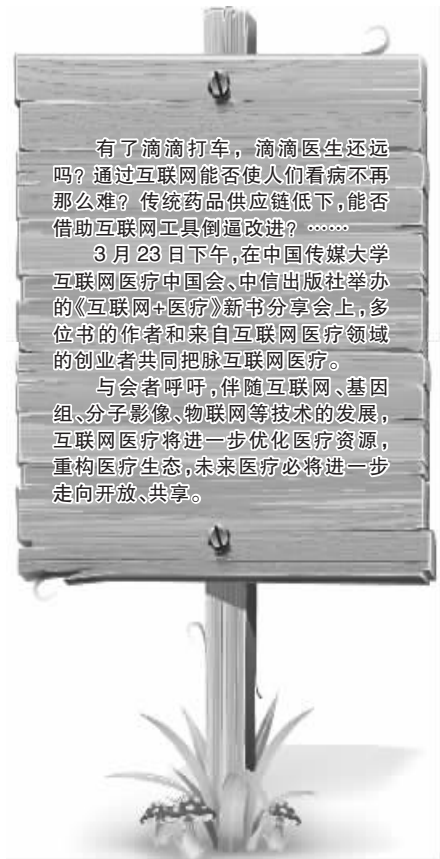 有了滴滴打车，滴滴医生还远
吗？通过互联网能否使人们看病不再
那么难？传统药品供应链低下，能否
借助互联网工具倒逼改进？……
3 月 23 日下午，在中国传媒大学
互联网医疗中国会、中信出版社举办
的《互联网+医疗》新书分享会上，多
位书的作者和来自互联网医疗领域
的创业者共同把脉互联网医疗。
与会者呼吁，伴随互联网、基因
组、分子影像、物联网等技术的发展，
互联网医疗将进一步优化医疗资源，
重构医疗生态，未来医疗必将进一步
走向开放、共享。